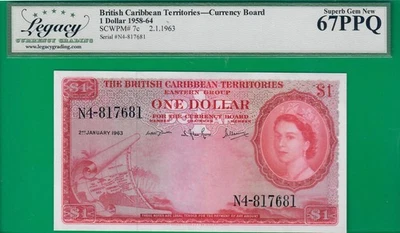 Legacy
CURRENCY GRADING
www.legacycurrencygrading.com
British Caribbean Territories—Currency Board
1 Dollar 1958-64
SCWPM# 7c 2.1.1963
Serial #N4-817681
Superb Gem New
67PPQ
$1 THE BRITISH CARIBBEAN TERRITORIES $1
EASTERN GROUP
N4-817681 ONE DOLLAR
FOR THE CURRENCY BOARD
2ND JANUARY 1963
N4-817681
$1 $1